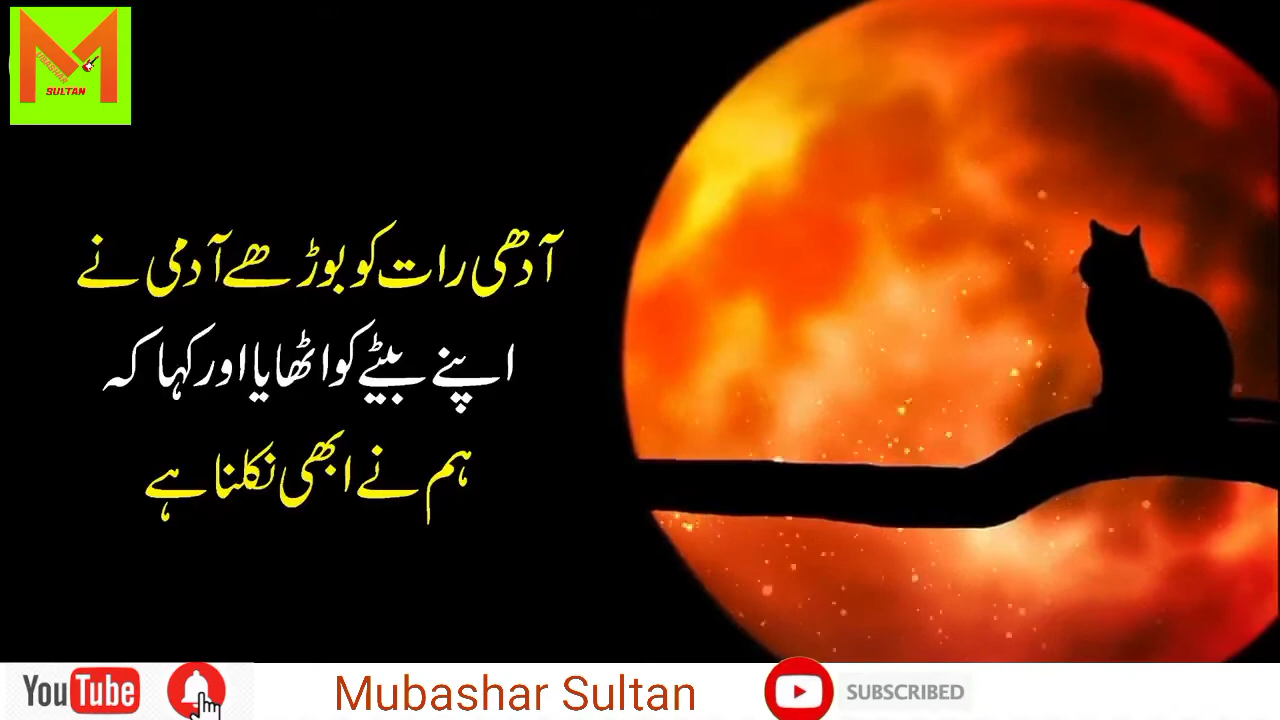 M
UBASHAR
SULTAN
آدھی رات کو بوڑھے آدمی نے
اپنے بیٹے کو اٹھایا اور کہا کہ
ہم نے ابھی نکلنا ہے
YouTube
Mubashar Sultan
SUBSCRIBED